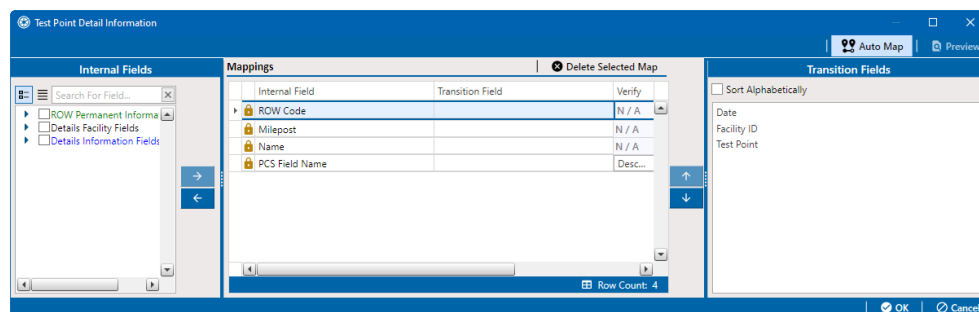 Test Point Detail Information
Auto Map
Preview
Internal Fields
Mappings
Delete Selected Map
Transition Fields
Search For Field...
Internal Field
Transition Field
Verify
Sort Alphabetically
ROW Permanent Informa
Details Facility Fields
Details Information Fields
ROW Code
N / A
Milepost
N / A
Name
N / A
PCS Field Name
Desc...
Date
Facility ID
Test Point
Row Count: 4
OK
Cancel